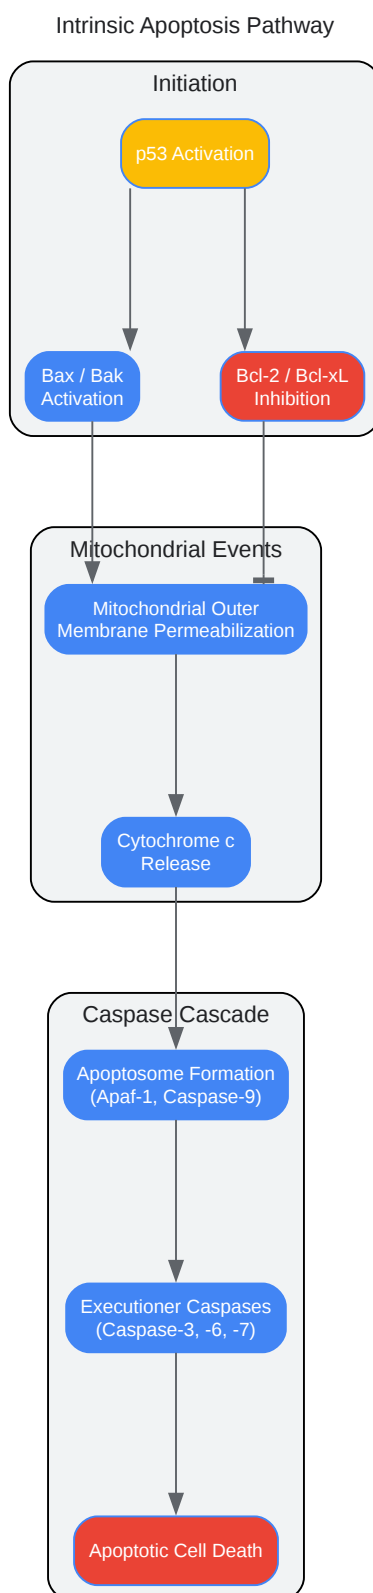 Intrinsic Apoptosis Pathway
Initiation
p53 Activation
Bax / Bak
Activation
Bcl-2 / Bcl-xL
Inhibition
Mitochondrial Events
Mitochondrial Outer
Membrane Permeabilization
Cytochrome c
Release
Caspase Cascade
Apoptosome Formation
(Apaf-1, Caspase-9)
Executioner Caspases
(Caspase-3, -6, -7)
Apoptotic Cell Death